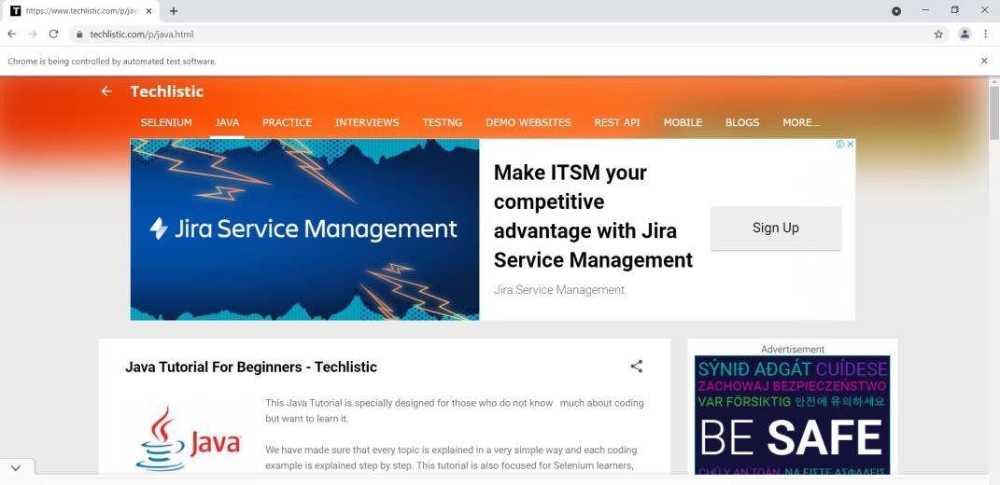 https://www.techlistic.com/p/jav
techlistic.com/p/java.html
Chrome is being controlled by automated test software.
Techlistic
SELENIUM JAVA PRACTICE INTERVIEWS TESTNG DEMO WEBSITES REST API MOBILE BLOGS MORE...
Jira Service Management
Make ITSM your
competitive
advantage with Jira
Service Management
Jira Service Management
Sign Up
Java Tutorial For Beginners - Techlistic
Java
This Java Tutorial is specially designed for those who do not know much about coding
but want to learn it.
We have made sure that every topic is explained in a very simple way and each coding
example is explained step by step. This tutorial is also focused for Selenium learners,
Advertisement
SÝNIÐ AÐGÁT CUÍDESE
ZACHOWAJ BEZPIECZEŃSTWO
VAR FÖRSIKTIG 안전에 유의하세요
BE SAFE
CHÚ Ý AN TOÀN NA EISTE ΑΣΦΑΛΕΙΣ